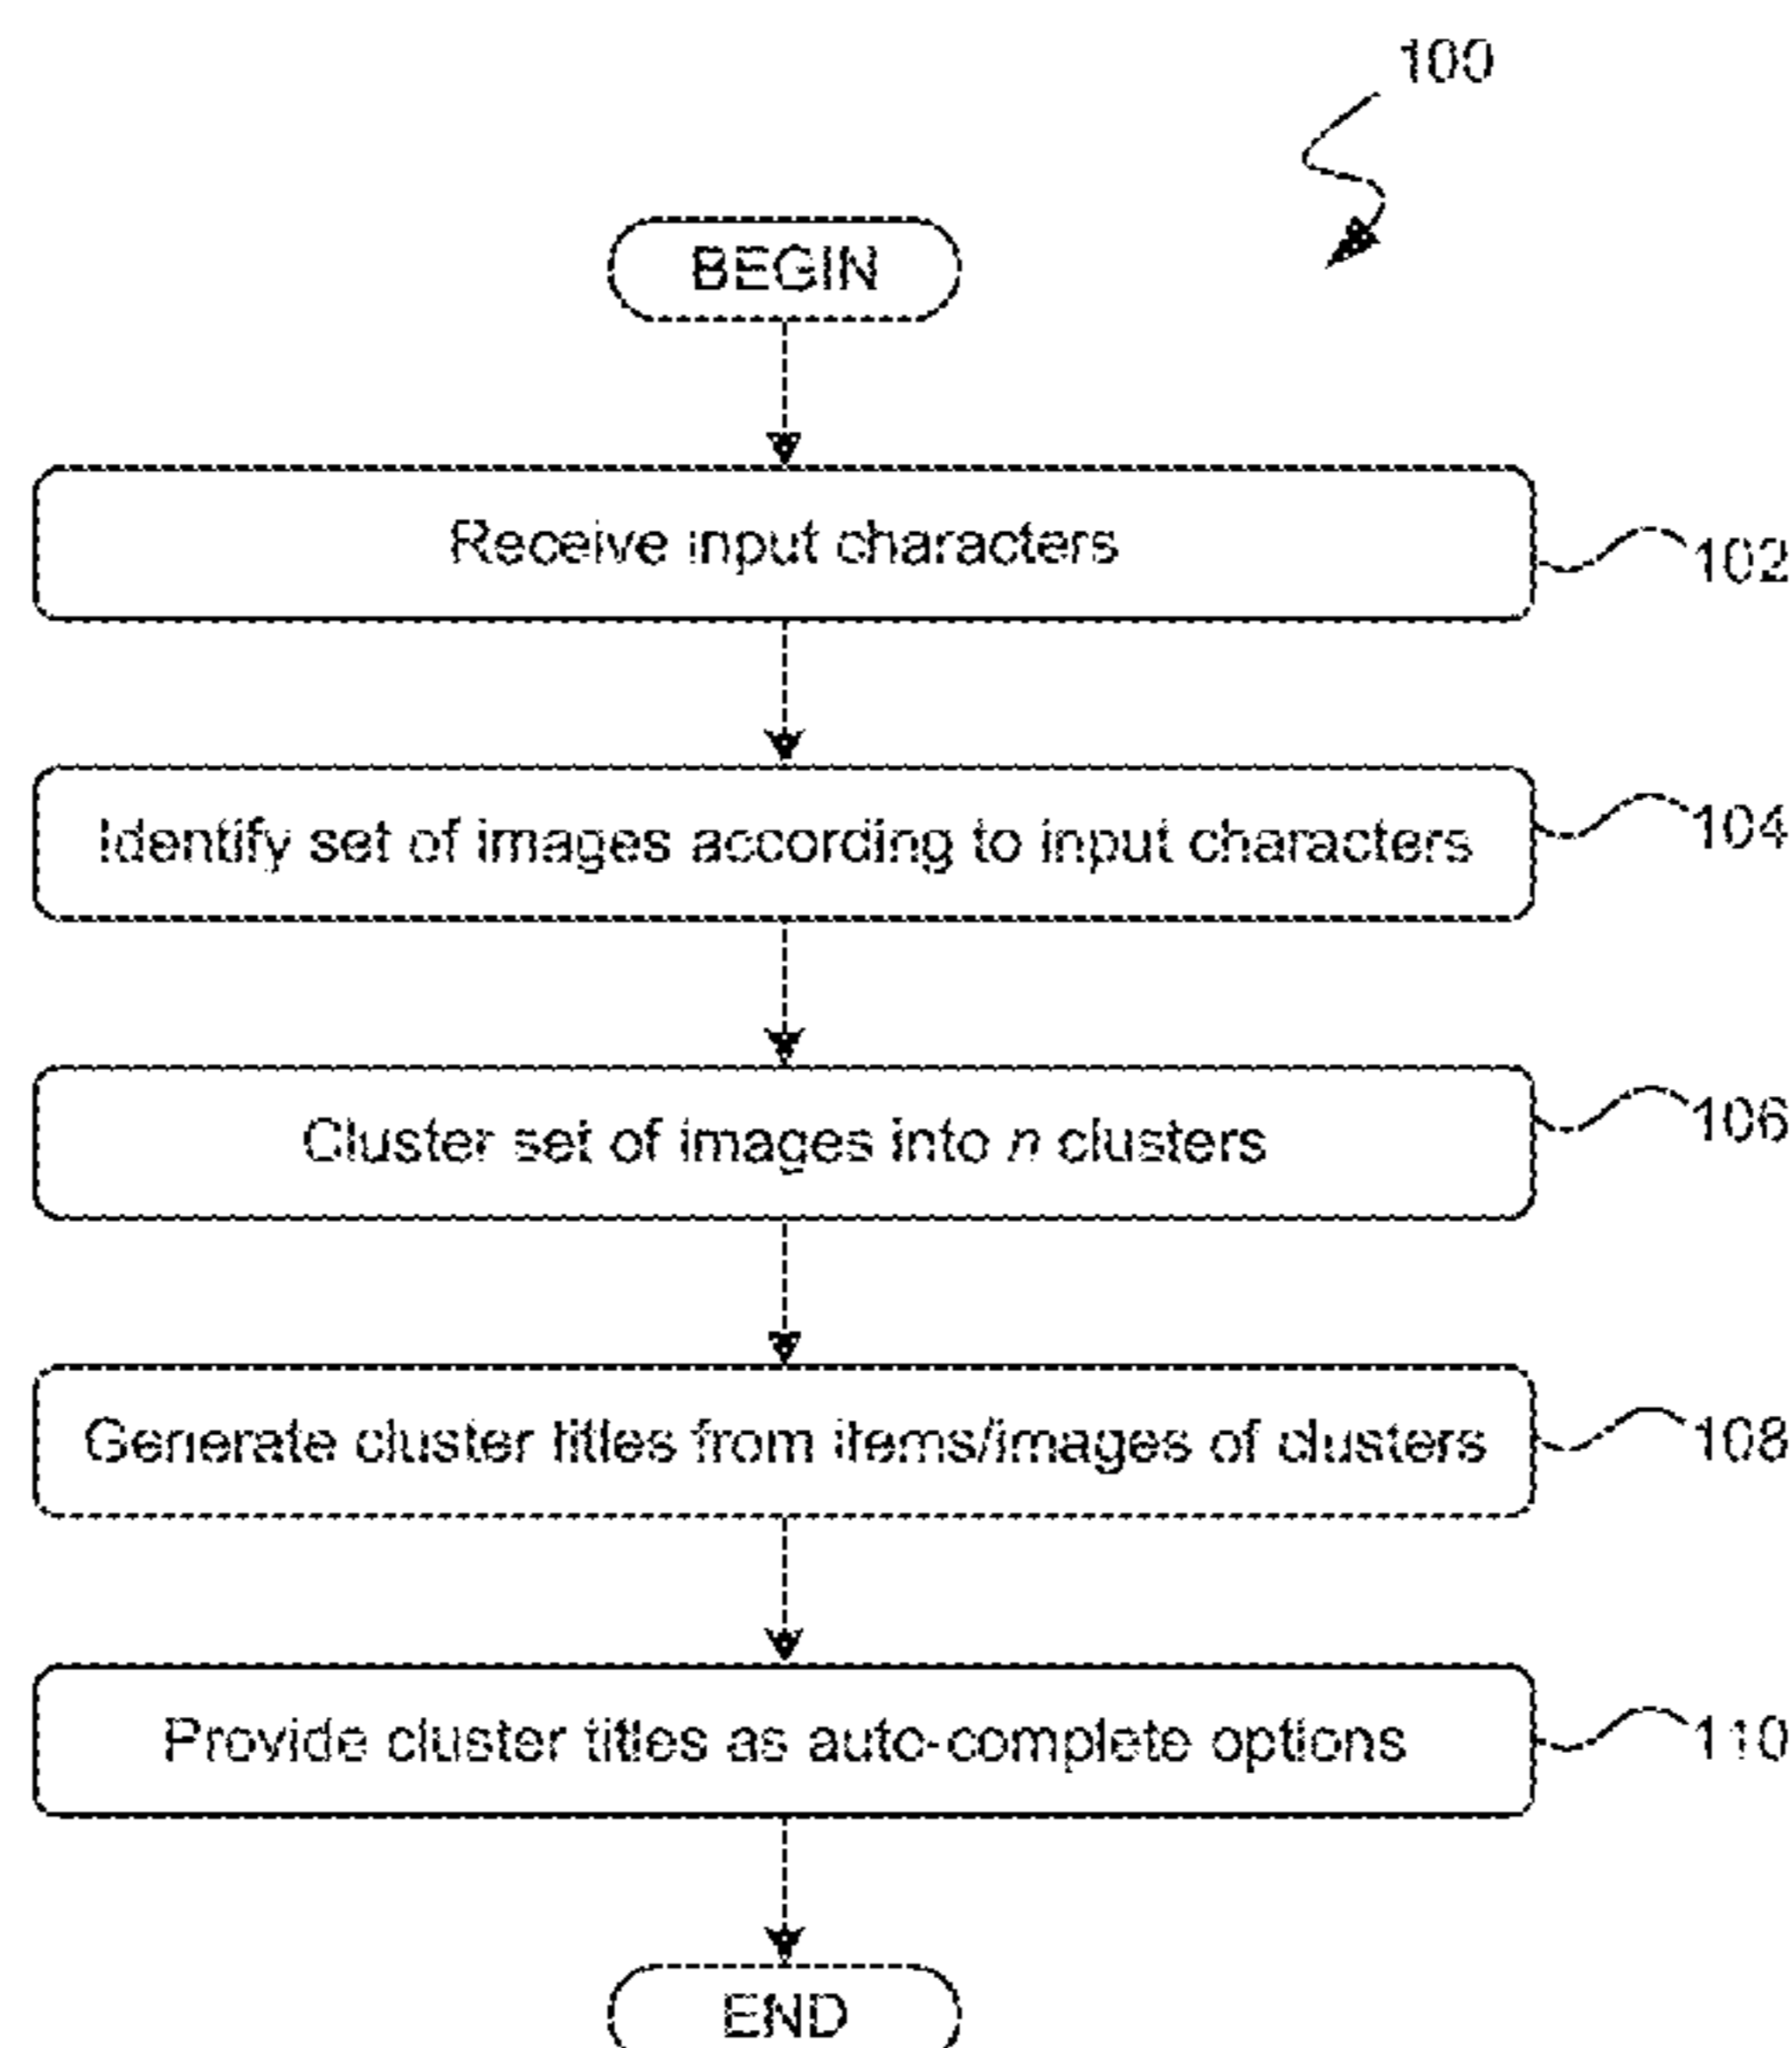 100
BEGIN
Receive input characters
102
Identify set of images according to input characters
104
Cluster set of images into n clusters
106
Generate cluster titles from items/images of clusters
108
Provide cluster titles as auto-complete options
110
END